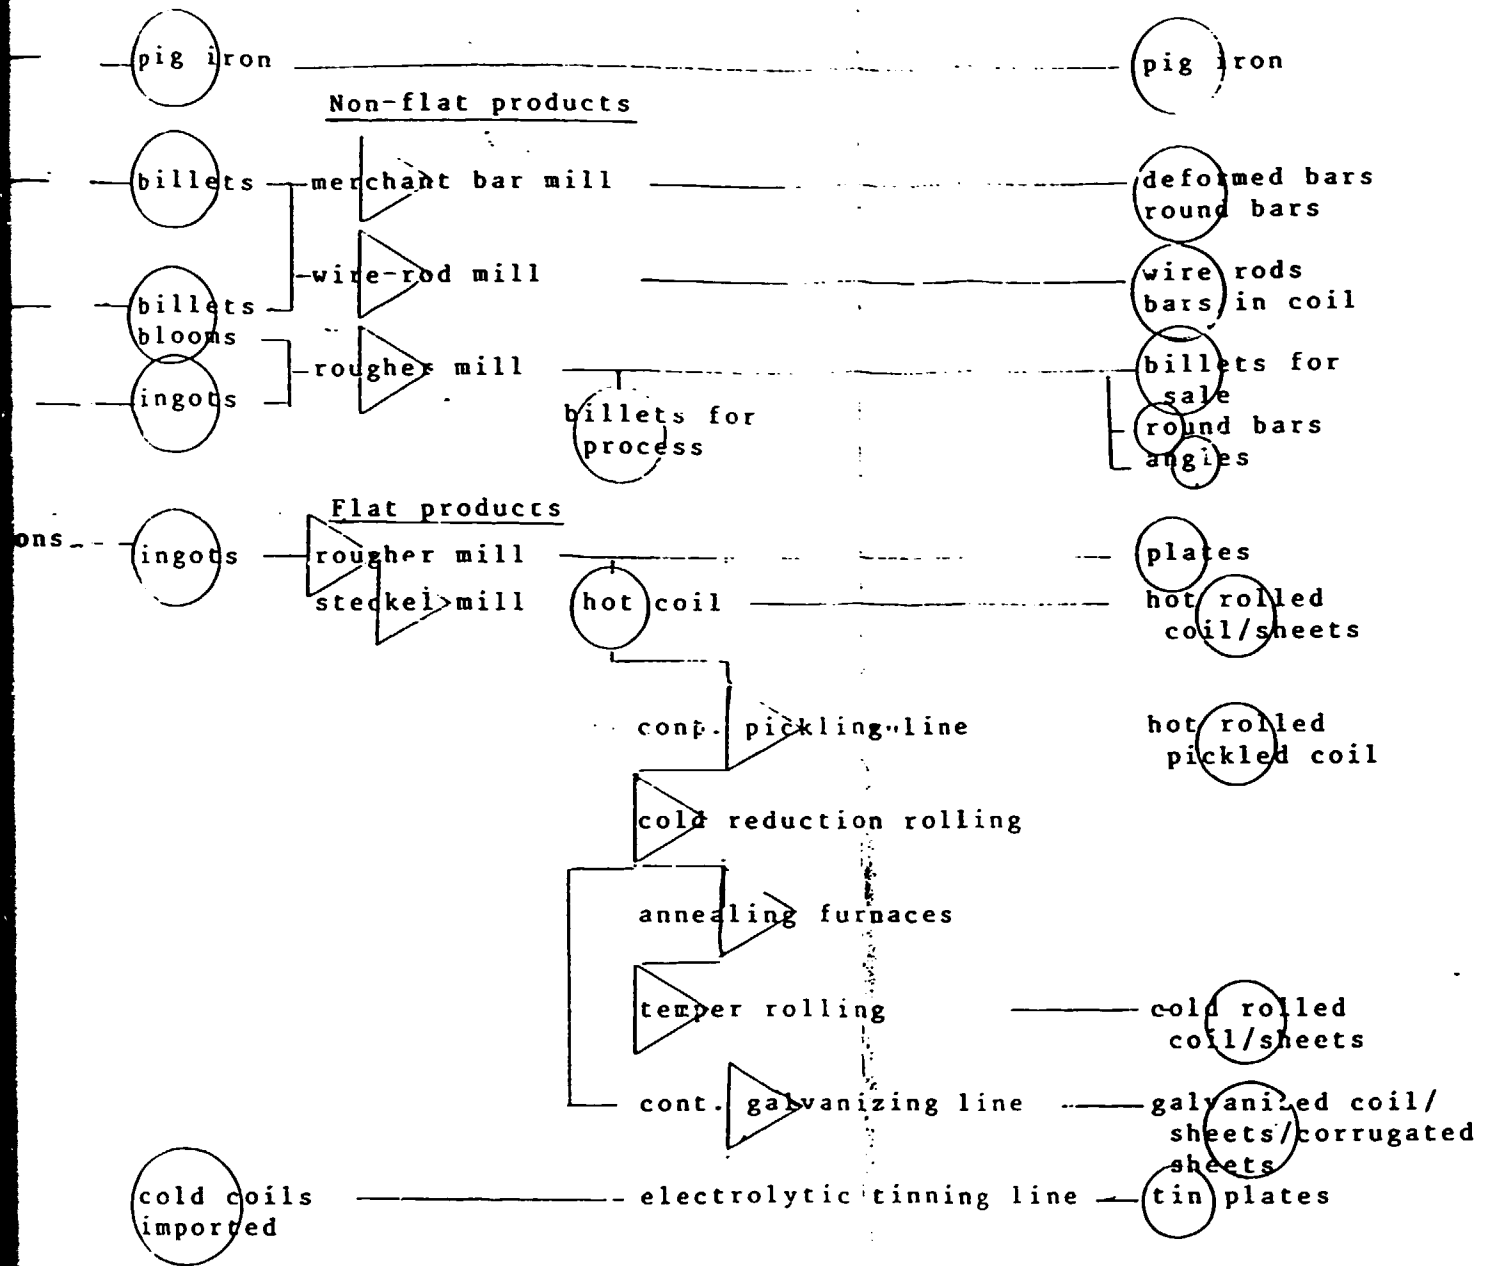 pig iron pig iron
Non-flat products
billets merchant bar mill deformed bars
round bars
wire-rod mill wire rods
billets bars in coil
blooms
rougher mill billets for
sale
ingots billets for round bars
process angles
Flat products
ons ingots rougher mill plates
steckel mill hot coil hot rolled
coil/sheets
cont. pickling line hot rolled
pickled coil
cold reduction rolling
annealing furnaces
temper rolling cold rolled
coil/sheets
cont. galvanizing line galvanized coil/
sheets/corrugated
sheets
cold coils electrolytic tinning line tin plates
imported